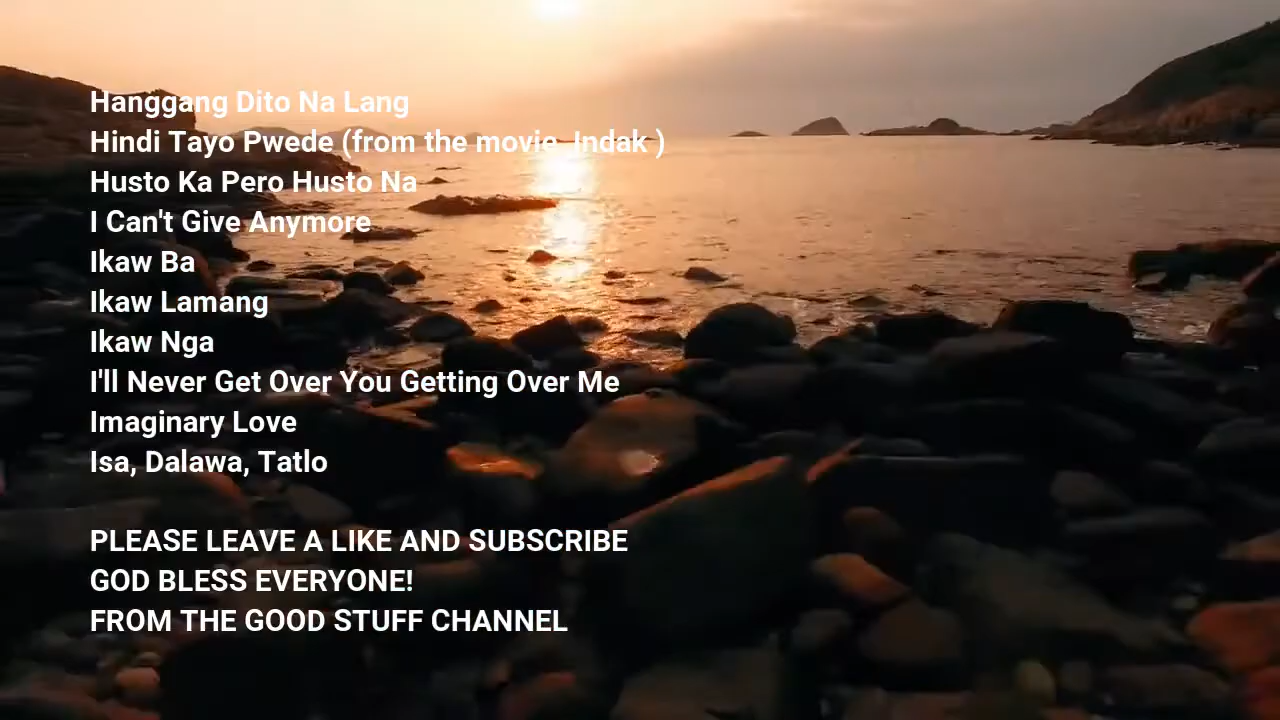 Hanggang Dito Na Lang
Hindi Tayo Pwede (from the movie Indak )
Husto Ka Pero Husto Na
I Can't Give Anymore
Ikaw Ba
Ikaw Lamang
Ikaw Nga
I'll Never Get Over You Getting Over Me
Imaginary Love
Isa, Dalawa, Tatlo
PLEASE LEAVE A LIKE AND SUBSCRIBE
GOD BLESS EVERYONE!
FROM THE GOOD STUFF CHANNEL